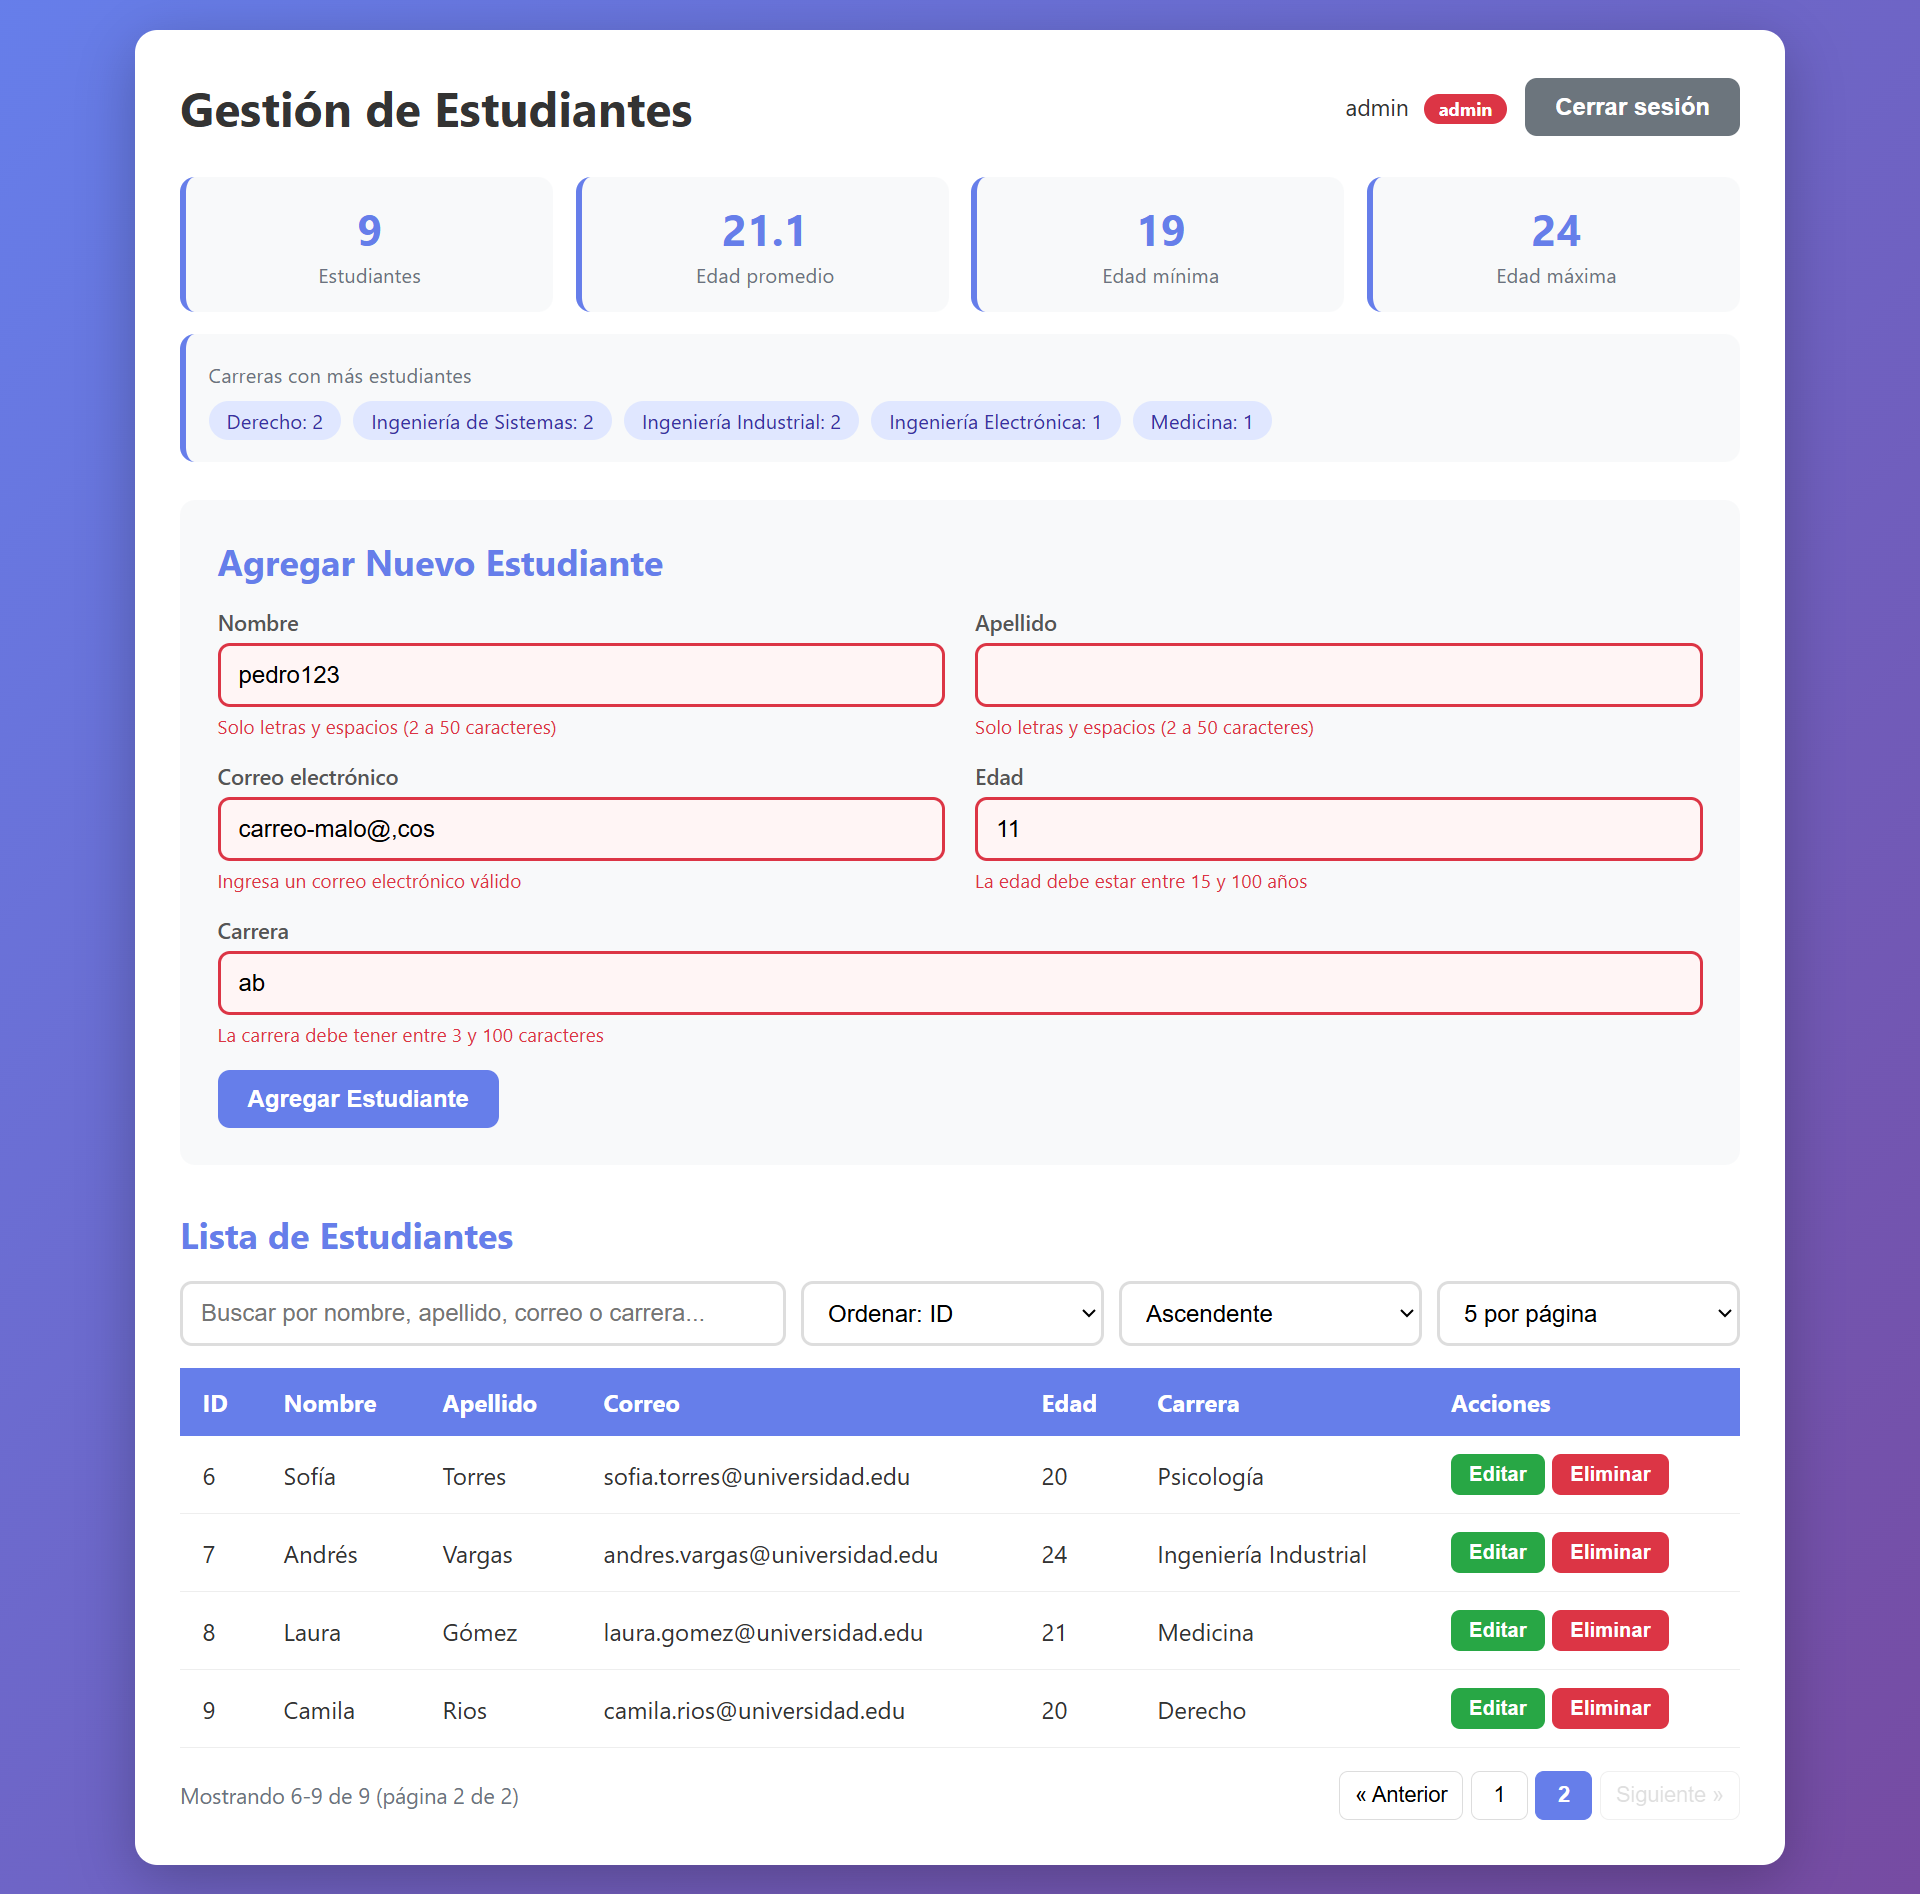 Gestión de Estudiantes
admin admin Cerrar sesión
9 21.1 19 24
Estudiantes Edad promedio Edad mínima Edad máxima
Carreras con más estudiantes
Derecho: 2 Ingeniería de Sistemas: 2 Ingeniería Industrial: 2 Ingeniería Electrónica: 1 Medicina: 1
Agregar Nuevo Estudiante
Nombre Apellido
pedro123
Solo letras y espacios (2 a 50 caracteres) Solo letras y espacios (2 a 50 caracteres)
Correo electrónico Edad
carreo-malo@,cos 11
Ingresa un correo electrónico válido La edad debe estar entre 15 y 100 años
Carrera
ab
La carrera debe tener entre 3 y 100 caracteres
Agregar Estudiante
Lista de Estudiantes
Buscar por nombre, apellido, correo o carrera... Ordenar: ID Ascendente 5 por página
ID Nombre Apellido Correo Edad Carrera Acciones
6 Sofía Torres sofia.torres@universidad.edu 20 Psicología Editar Eliminar
7 Andrés Vargas andres.vargas@universidad.edu 24 Ingeniería Industrial Editar Eliminar
8 Laura Gómez laura.gomez@universidad.edu 21 Medicina Editar Eliminar
9 Camila Rios camila.rios@universidad.edu 20 Derecho Editar Eliminar
Mostrando 6-9 de 9 (página 2 de 2) « Anterior 1 2 Siguiente »